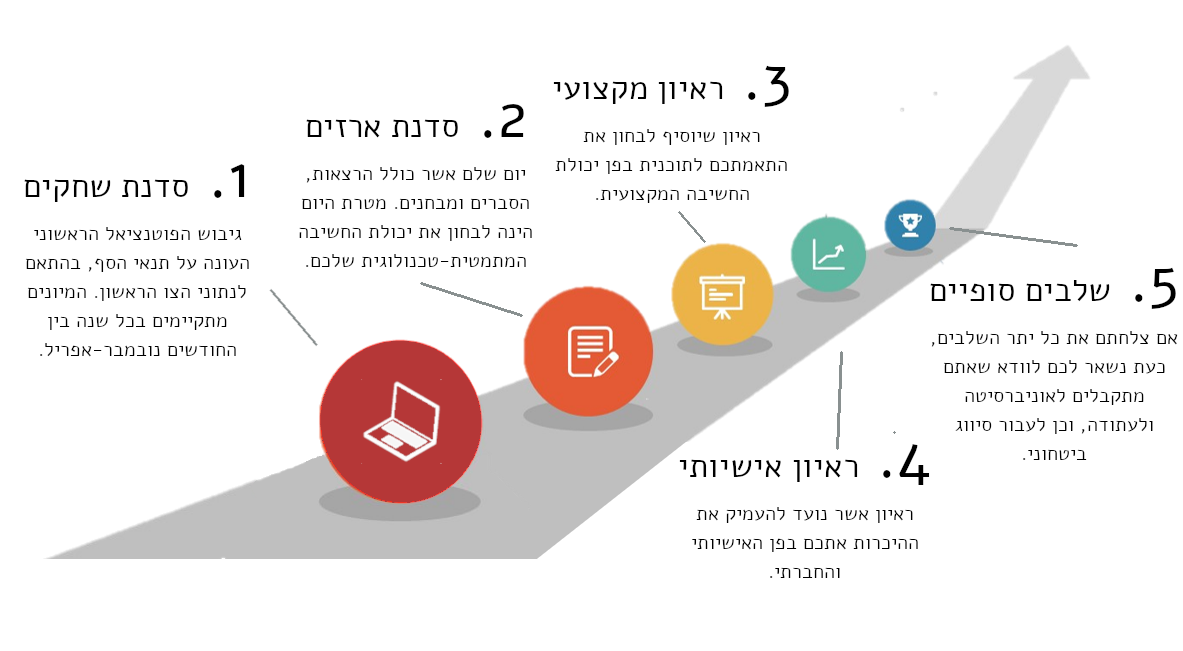 1. סדנת שחקים
גיבוש הפוטנציאל הראשוני
העונה על תנאי הסף, בהתאם
לנתוני הצו הראשון. המיונים
מתקיימים בכל שנה בין
החודשים נובמבר-אפריל.
2. סדנת ארזים
יום שלם אשר כולל הרצאות,
הסברים ומבחנים. מטרת היום
הינה לבחון את יכולת החשיבה
המתמטית-טכנולוגית שלכם.
3. ראיון מקצועי
ראיון שיוסיף לבחון את
התאמתכם לתוכנית בפן יכולת
החשיבה המקצועית.
4. ראיון אישיותי
ראיון אשר נועד להעמיק את
ההיכרות אתכם בפן האישיותי
והחברתי.
5. שלבים סופיים
אם צלחתם את כל יתר השלבים,
כעת נשאר לכם לוודא שאתם
מתקבלים לאוניברסיטה
ולעתודה, וכן לעבור סיווג
ביטחוני.